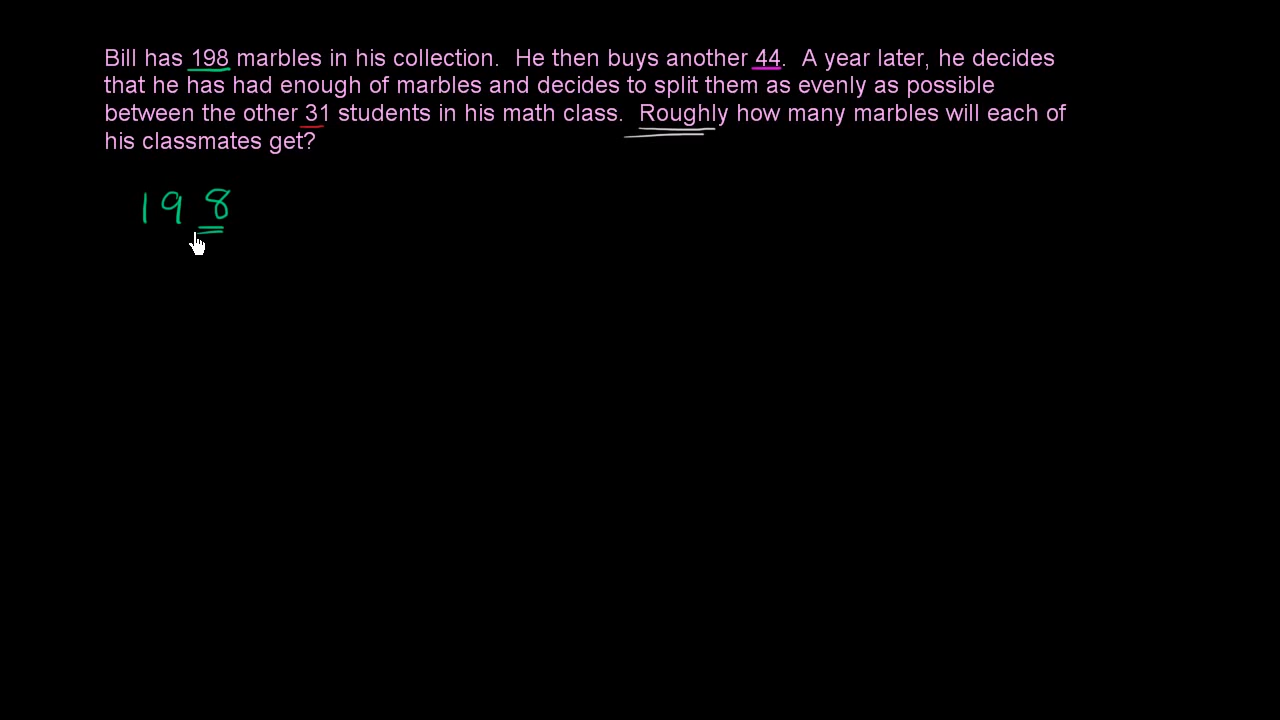 Bill has 198 marbles in his collection.  He then buys another 44.  A year later, he decides
that he has had enough of marbles and decides to split them as evenly as possible
between the other 31 students in his math class.  Roughly how many marbles will each of
his classmates get?
198